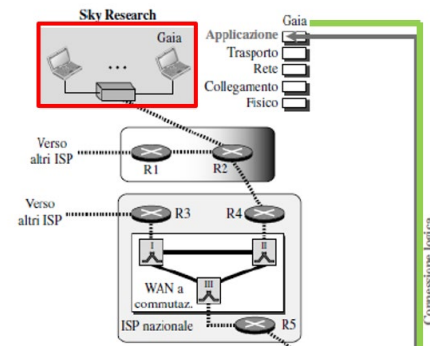 Sky Research
Gaia
Gaia
Applicazione
Trasporto
Rete
Collegamento
Fisico
...
Verso
altri ISP
R1
R2
Verso
altri ISP
R3
R4
I
II
III
WAN a
commutaz.
ISP nazionale
R5
Connessione logica